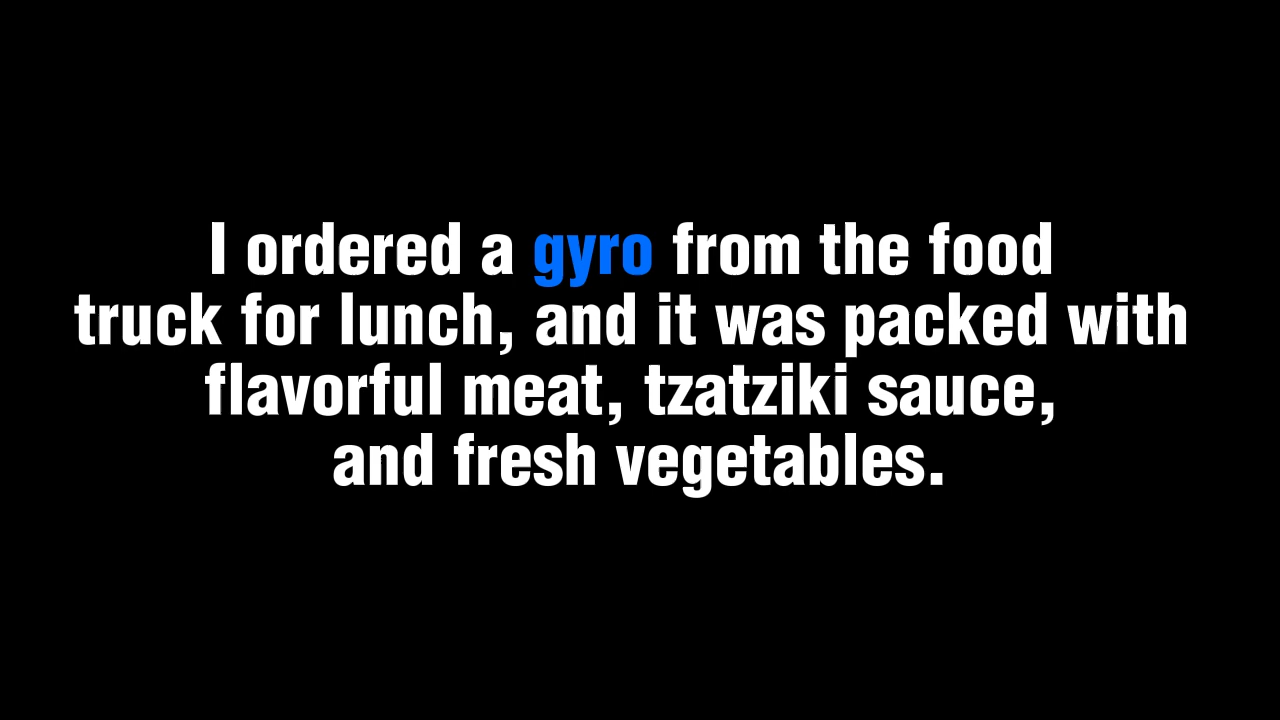 I ordered a gyro from the food
truck for lunch, and it was packed with
flavorful meat, tzatziki sauce,
and fresh vegetables.